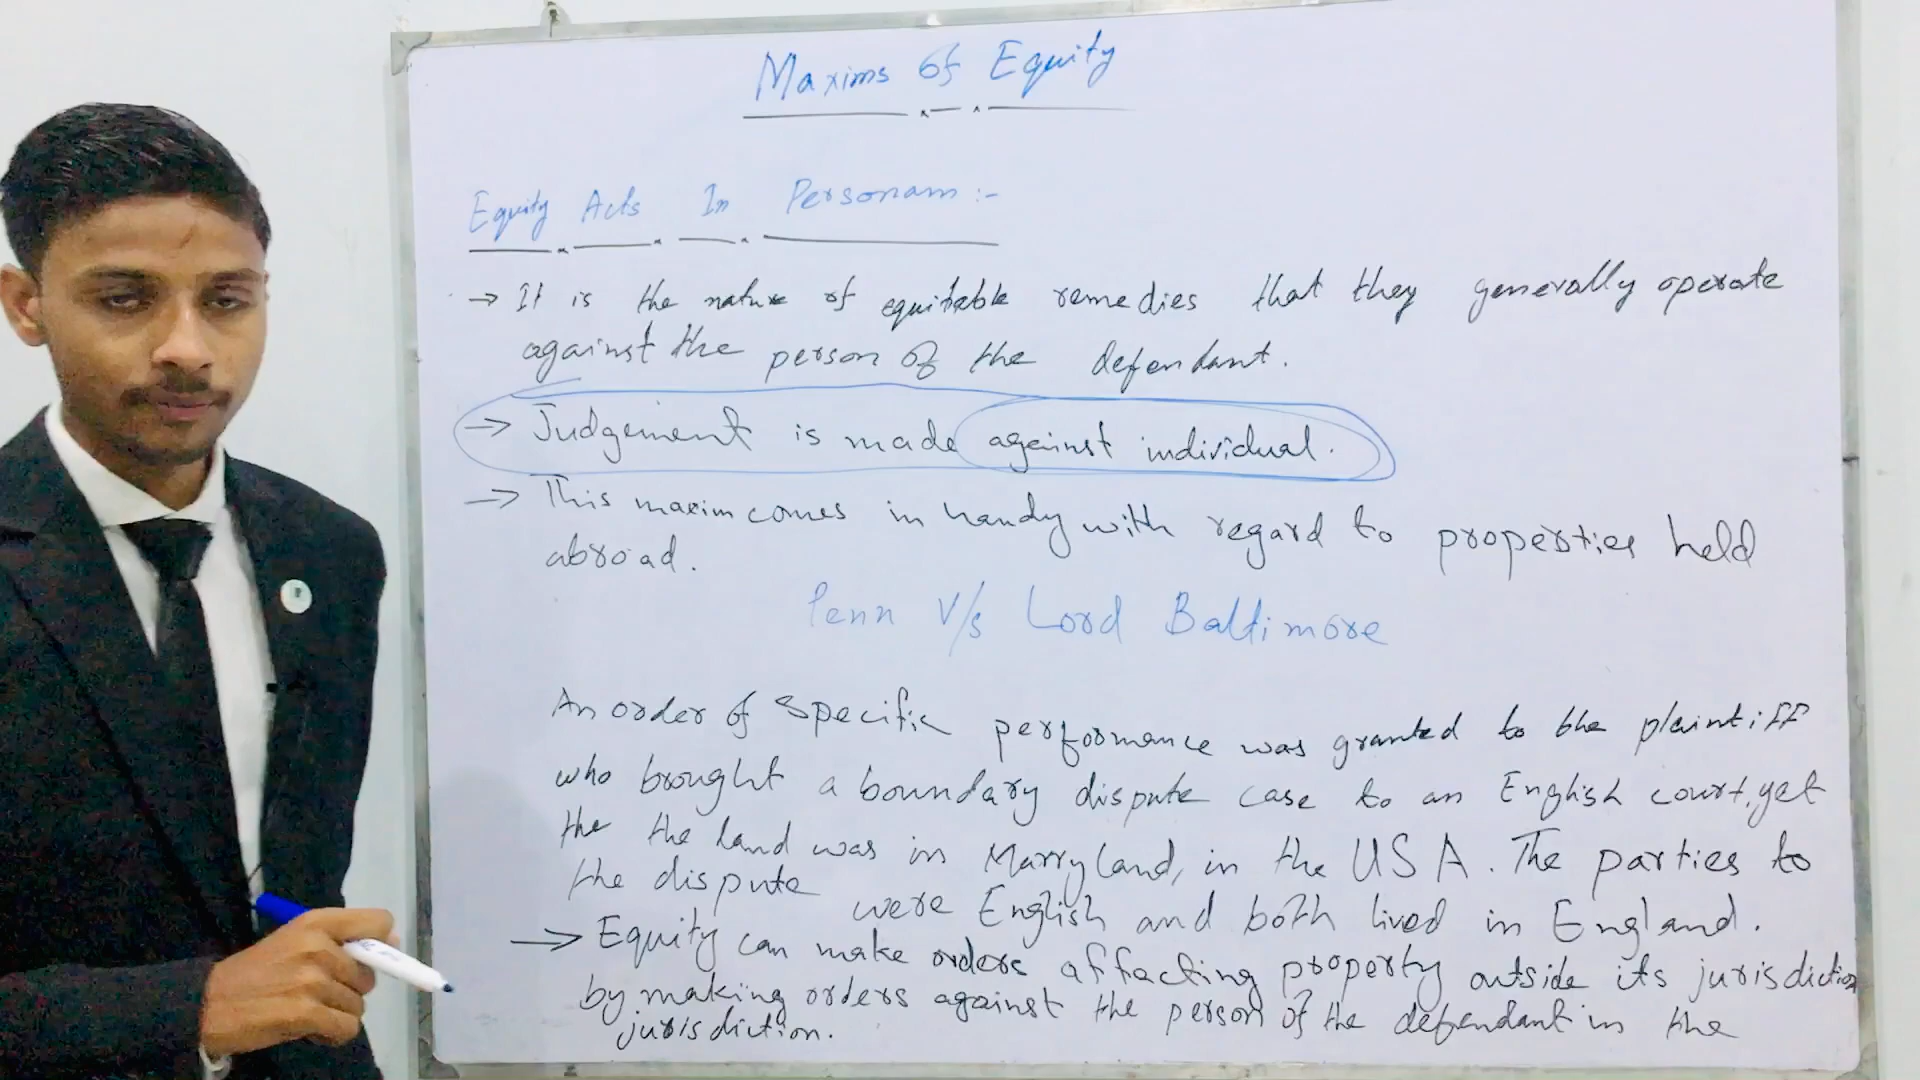 Maxims of Equity
Equity Acts In Personam :-
→ It is the nature of equitable remedies that they generally operate
against the person of the defendant.
→ Judgement is made against individual.
→ This maxim comes in handy with regard to properties held
abroad.
Penn V/s Lord Baltimore
An order of specific performance was granted to the plaintiff
who brought a boundary dispute case to an English court, yet
the the land was in Marryland, in the USA. The parties to
the dispute were English and both lived in England.
→ Equity can make orders affecting property outside its jurisdiction
by making orders against the person of the defendant in the
jurisdiction.